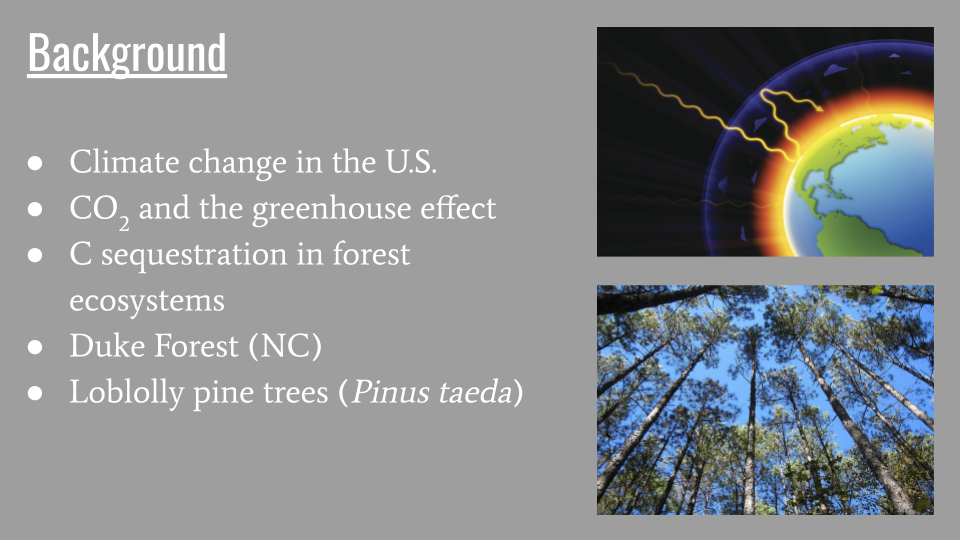 Background
● Climate change in the U.S.
● CO₂ and the greenhouse effect
● C sequestration in forest
ecosystems
● Duke Forest (NC)
● Loblolly pine trees (Pinus taeda)